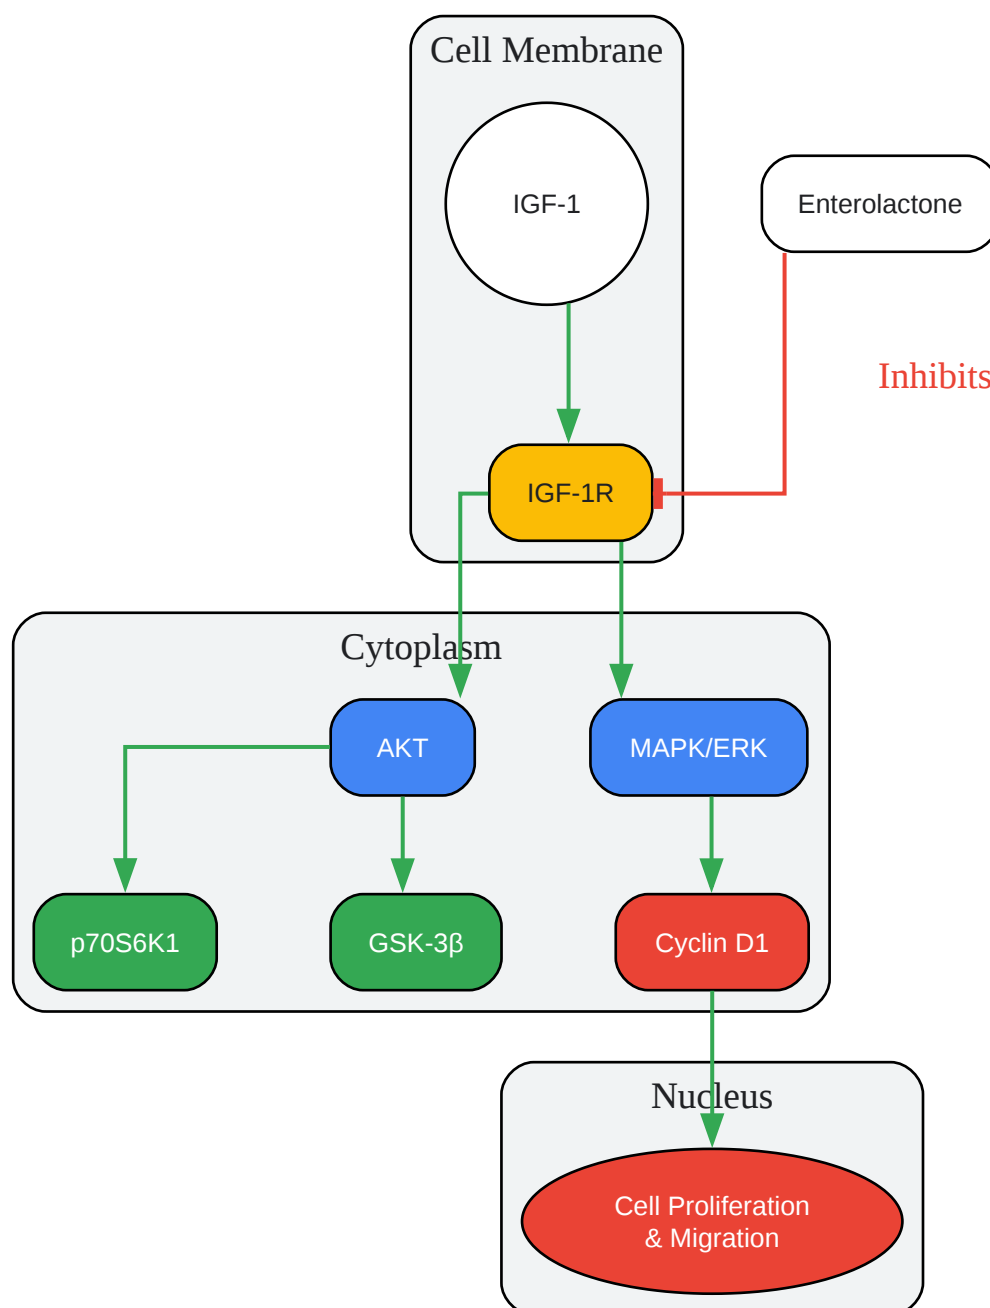 Cell Membrane
IGF-1
Enterolactone
Inhibits
IGF-1R
Cytoplasm
AKT
MAPK/ERK
p70S6K1
GSK-3β
Cyclin D1
Nucleus
Cell Proliferation
& Migration